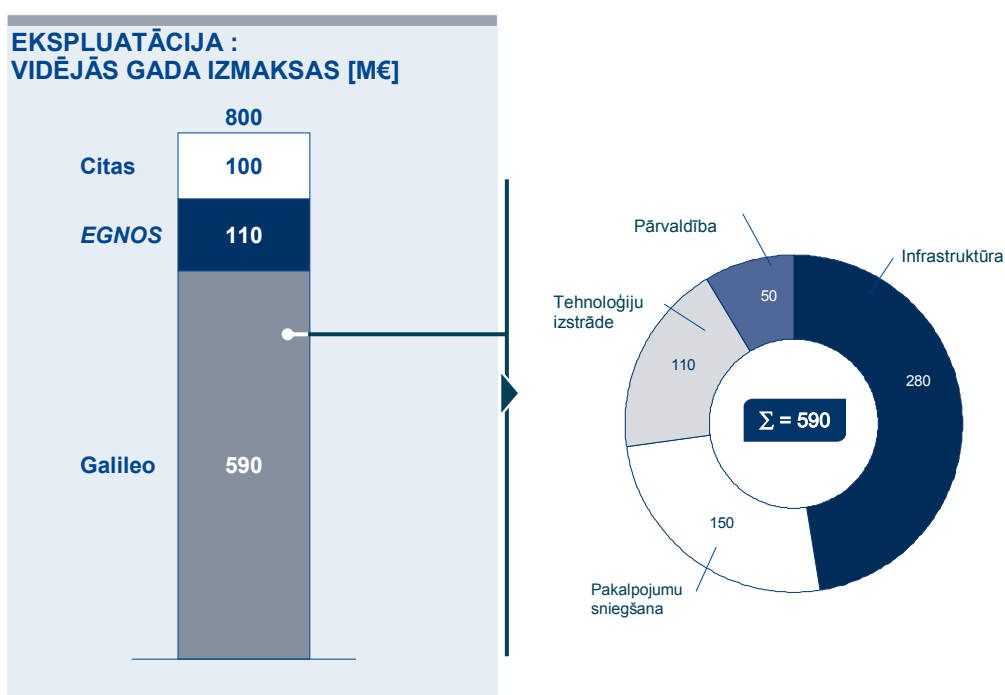 EKSPLUATĀCIJA :
VIDĒJĀS GADA IZMAKSAS [M€]
800
Citas 100
EGNOS 110
Galileo 590
Pārvaldība
Infrastruktūra
50
Tehnoloģiju
izstrāde
110
280
Σ = 590
150
Pakalpojumu
sniegšana